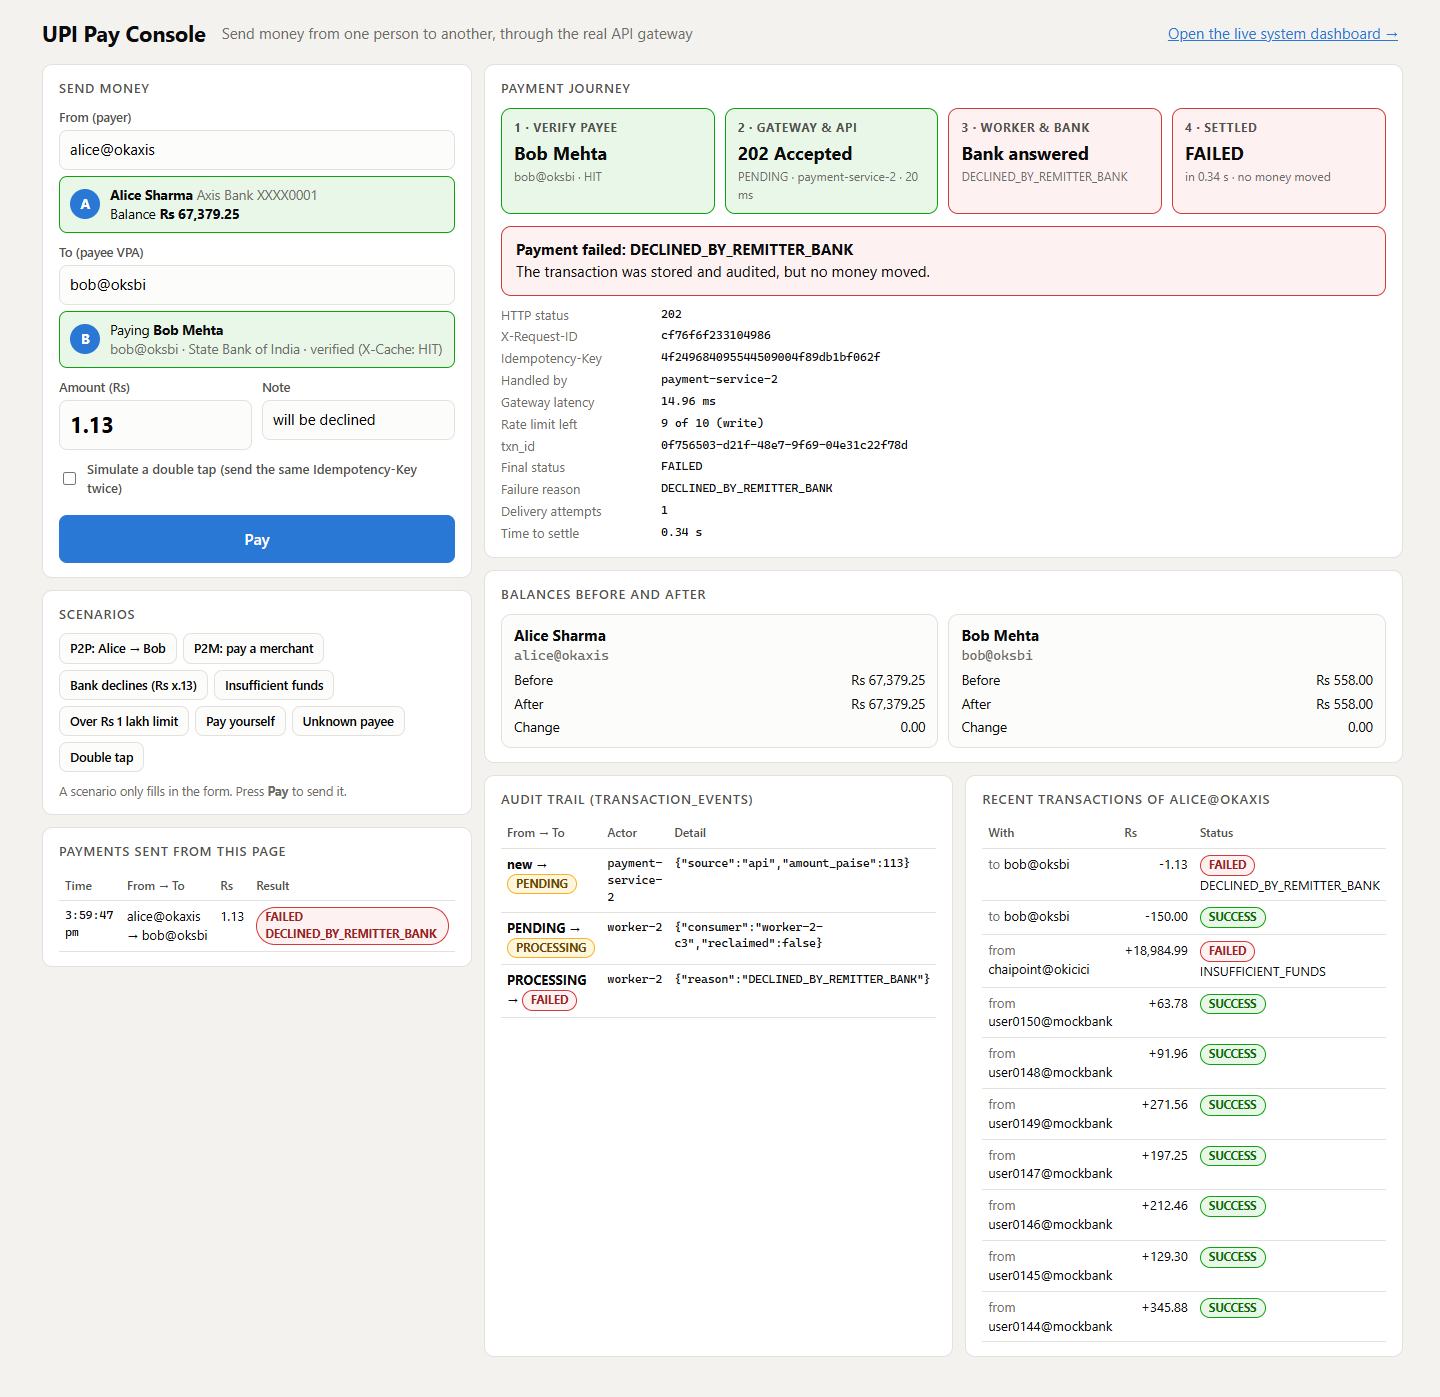 UPI Pay Console
Send money from one person to another, through the real API gateway
Open the live system dashboard →
SEND MONEY
From (payer)
alice@okaxis
A
Alice Sharma Axis Bank XXXX0001
Balance Rs 67,379.25
To (payee VPA)
bob@oksbi
B
Paying Bob Mehta
bob@oksbi · State Bank of India · verified (X-Cache: HIT)
Amount (Rs)
Note
1.13
will be declined
Simulate a double tap (send the same Idempotency-Key
twice)
Pay
SCENARIOS
P2P: Alice → Bob
P2M: pay a merchant
Bank declines (Rs x.13)
Insufficient funds
Over Rs 1 lakh limit
Pay yourself
Unknown payee
Double tap
A scenario only fills in the form. Press Pay to send it.
PAYMENTS SENT FROM THIS PAGE
Time From → To Rs Result
3:59:47 alice@okaxis 1.13 FAILED
pm → bob@oksbi DECLINED_BY_REMITTER_BANK
PAYMENT JOURNEY
1 · VERIFY PAYEE
Bob Mehta
bob@oksbi · HIT
2 · GATEWAY & API
202 Accepted
PENDING · payment-service-2 · 20
ms
3 · WORKER & BANK
Bank answered
DECLINED_BY_REMITTER_BANK
4 · SETTLED
FAILED
in 0.34 s · no money moved
Payment failed: DECLINED_BY_REMITTER_BANK
The transaction was stored and audited, but no money moved.
HTTP status 202
X-Request-ID cf76f6f233104986
Idempotency-Key 4f249684095544509004f89db1bf062f
Handled by payment-service-2
Gateway latency 14.96 ms
Rate limit left 9 of 10 (write)
txn_id 0f756503-d21f-48e7-9f69-04e31c22f78d
Final status FAILED
Failure reason DECLINED_BY_REMITTER_BANK
Delivery attempts 1
Time to settle 0.34 s
BALANCES BEFORE AND AFTER
Alice Sharma
alice@okaxis
Before Rs 67,379.25
After Rs 67,379.25
Change 0.00
Bob Mehta
bob@oksbi
Before Rs 558.00
After Rs 558.00
Change 0.00
AUDIT TRAIL (TRANSACTION_EVENTS)
From → To Actor Detail
new → payment- {"source":"api","amount_paise":113}
PENDING service-
2
PENDING → worker-2 {"consumer":"worker-2-
PROCESSING c3","reclaimed":false}
PROCESSING worker-2 {"reason":"DECLINED_BY_REMITTER_BANK"}
→ FAILED
RECENT TRANSACTIONS OF ALICE@OKAXIS
With Rs Status
to bob@oksbi -1.13 FAILED
DECLINED_BY_REMITTER_BANK
to bob@oksbi -150.00 SUCCESS
from +18,984.99 FAILED
chaipoint@okicici INSUFFICIENT_FUNDS
from +63.78 SUCCESS
user0150@mockbank
from +91.96 SUCCESS
user0148@mockbank
from +271.56 SUCCESS
user0149@mockbank
from +197.25 SUCCESS
user0147@mockbank
from +212.46 SUCCESS
user0146@mockbank
from +129.30 SUCCESS
user0145@mockbank
from +345.88 SUCCESS
user0144@mockbank